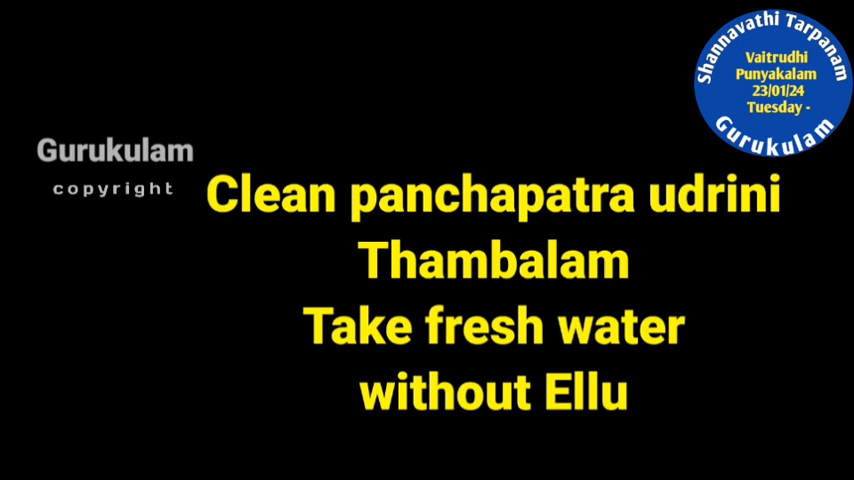 Shannavathi Tarpanam
Vaitrudhi
Punyakalam
23/01/24
Tuesday -
Gurukulam
Gurukulam
copyright
Clean panchapatra udrini
Thambalam
Take fresh water
without Ellu